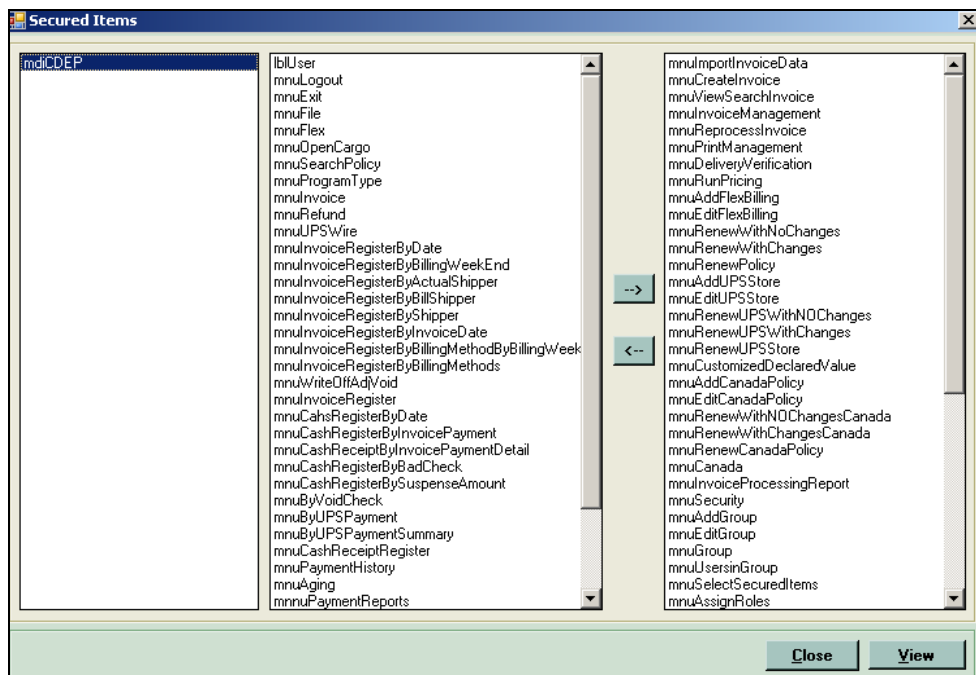 Secured Items
mdiCDEP
lblUser
mnuLogout
mnuExit
mnuFile
mnuFlex
mnuOpenCargo
mnuSearchPolicy
mnuProgramType
mnuInvoice
mnuRefund
mnuUPSWire
mnuInvoiceRegisterByDate
mnuInvoiceRegisterByBillingWeekEnd
mnuInvoiceRegisterByActualShipper
mnuInvoiceRegisterByBillShipper
mnuInvoiceRegisterByShipper
mnuInvoiceRegisterByInvoiceDate
mnuInvoiceRegisterByBillingMethodByBillingWeek
mnuInvoiceRegisterByBillingMethods
mnuWriteOffAdjVoid
mnuInvoiceRegister
mnuCahsRegisterByDate
mnuCashRegisterByInvoicePayment
mnuCashReceiptByInvoicePaymentDetail
mnuCashRegisterByBadCheck
mnuCashRegisterBySuspenseAmount
mnuByVoidCheck
mnuByUPSPayment
mnuByUPSPaymentSummary
mnuCashReceiptRegister
mnuPaymentHistory
mnuAging
mnnuPaymentReports
-->
<--
mnuImportInvoiceData
mnuCreateInvoice
mnuViewSearchInvoice
mnuInvoiceManagement
mnuReprocessInvoice
mnuPrintManagement
mnuDeliveryVerification
mnuRunPricing
mnuAddFlexBilling
mnuEditFlexBilling
mnuRenewWithNoChanges
mnuRenewWithChanges
mnuRenewPolicy
mnuAddUPSStore
mnuEditUPSStore
mnuRenewUPSWithNOChanges
mnuRenewUPSWithChanges
mnuRenewUPSStore
mnuCustomizedDeclaredValue
mnuAddCanadaPolicy
mnuEditCanadaPolicy
mnuRenewWithNOChangesCanada
mnuRenewWithChangesCanada
mnuRenewCanadaPolicy
mnuCanada
mnuInvoiceProcessingReport
mnuSecurity
mnuAddGroup
mnuEditGroup
mnuGroup
mnuUsersinGroup
mnuSelectSecuredItems
mnuAssignRoles
Close
View